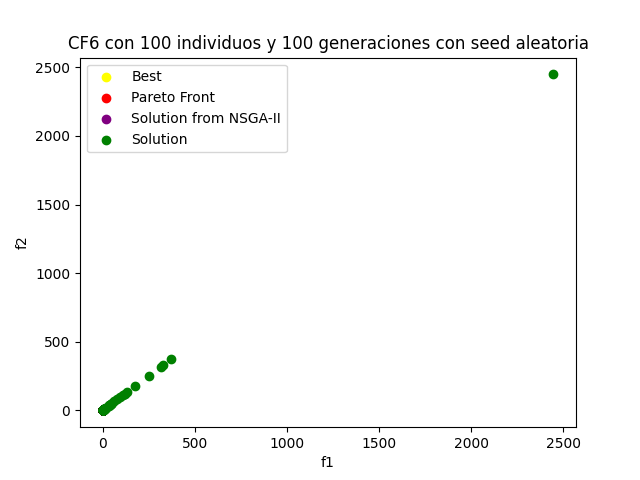 CF6 con 100 individuos y 100 generaciones con seed aleatoria
Best
Pareto Front
Solution from NSGA-II
Solution
2500
2000
1500
1000
500
0
f2
0 500 1000 1500 2000 2500
f1